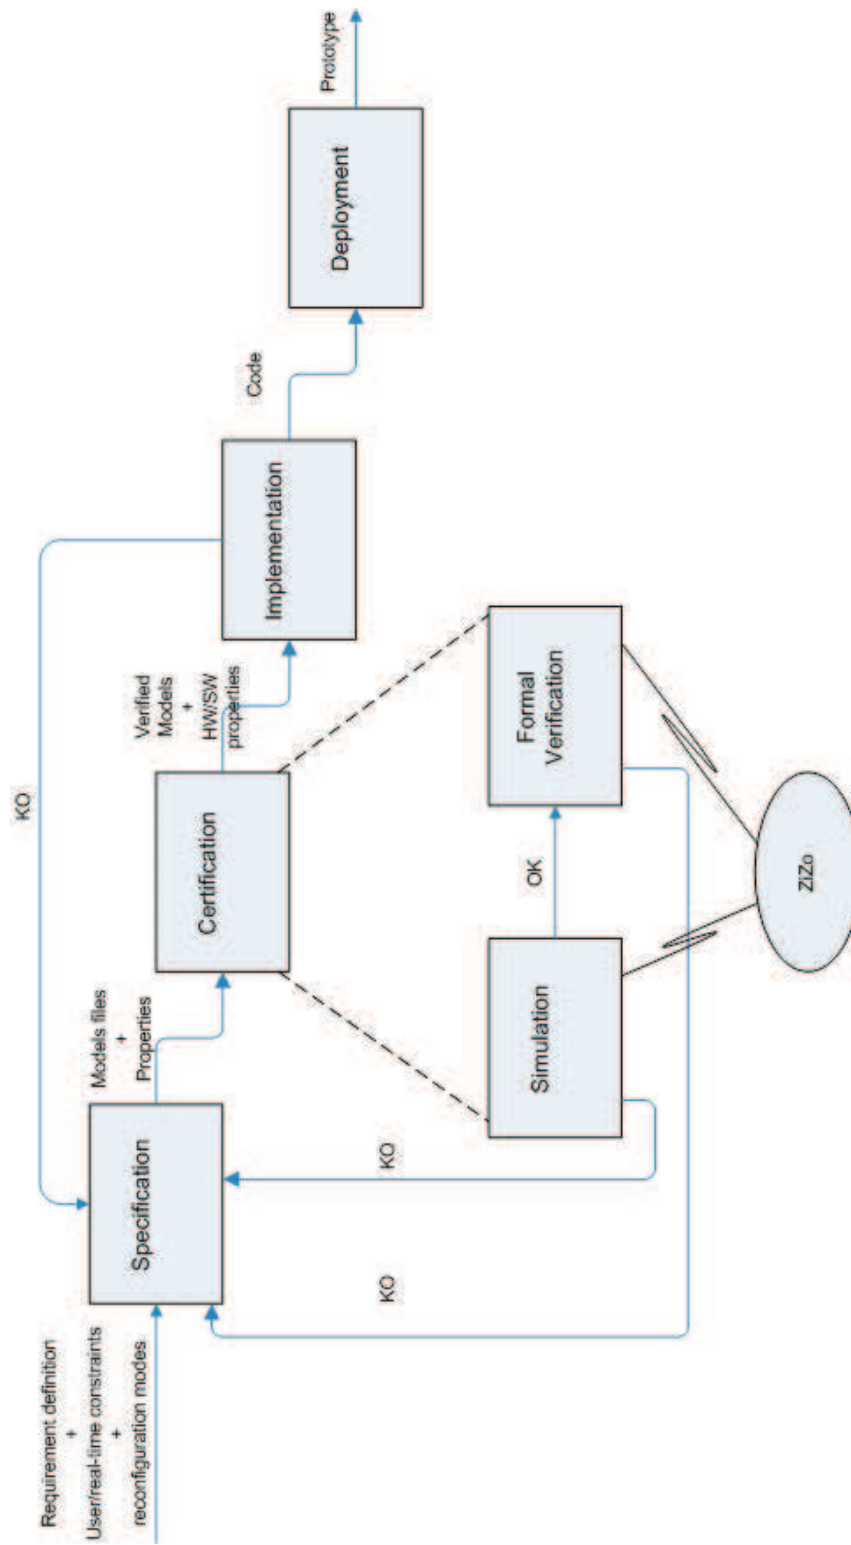 Requirement definition
+
User/real-time constraints
+
reconfiguration modes
Specification
Models files
+
Properties
Certification
Verified
Models
+
HW/SW
properties
Implementation
Code
Deployment
Prototype
KO
KO
KO
Simulation
OK
Formal
Verification
ZiZo